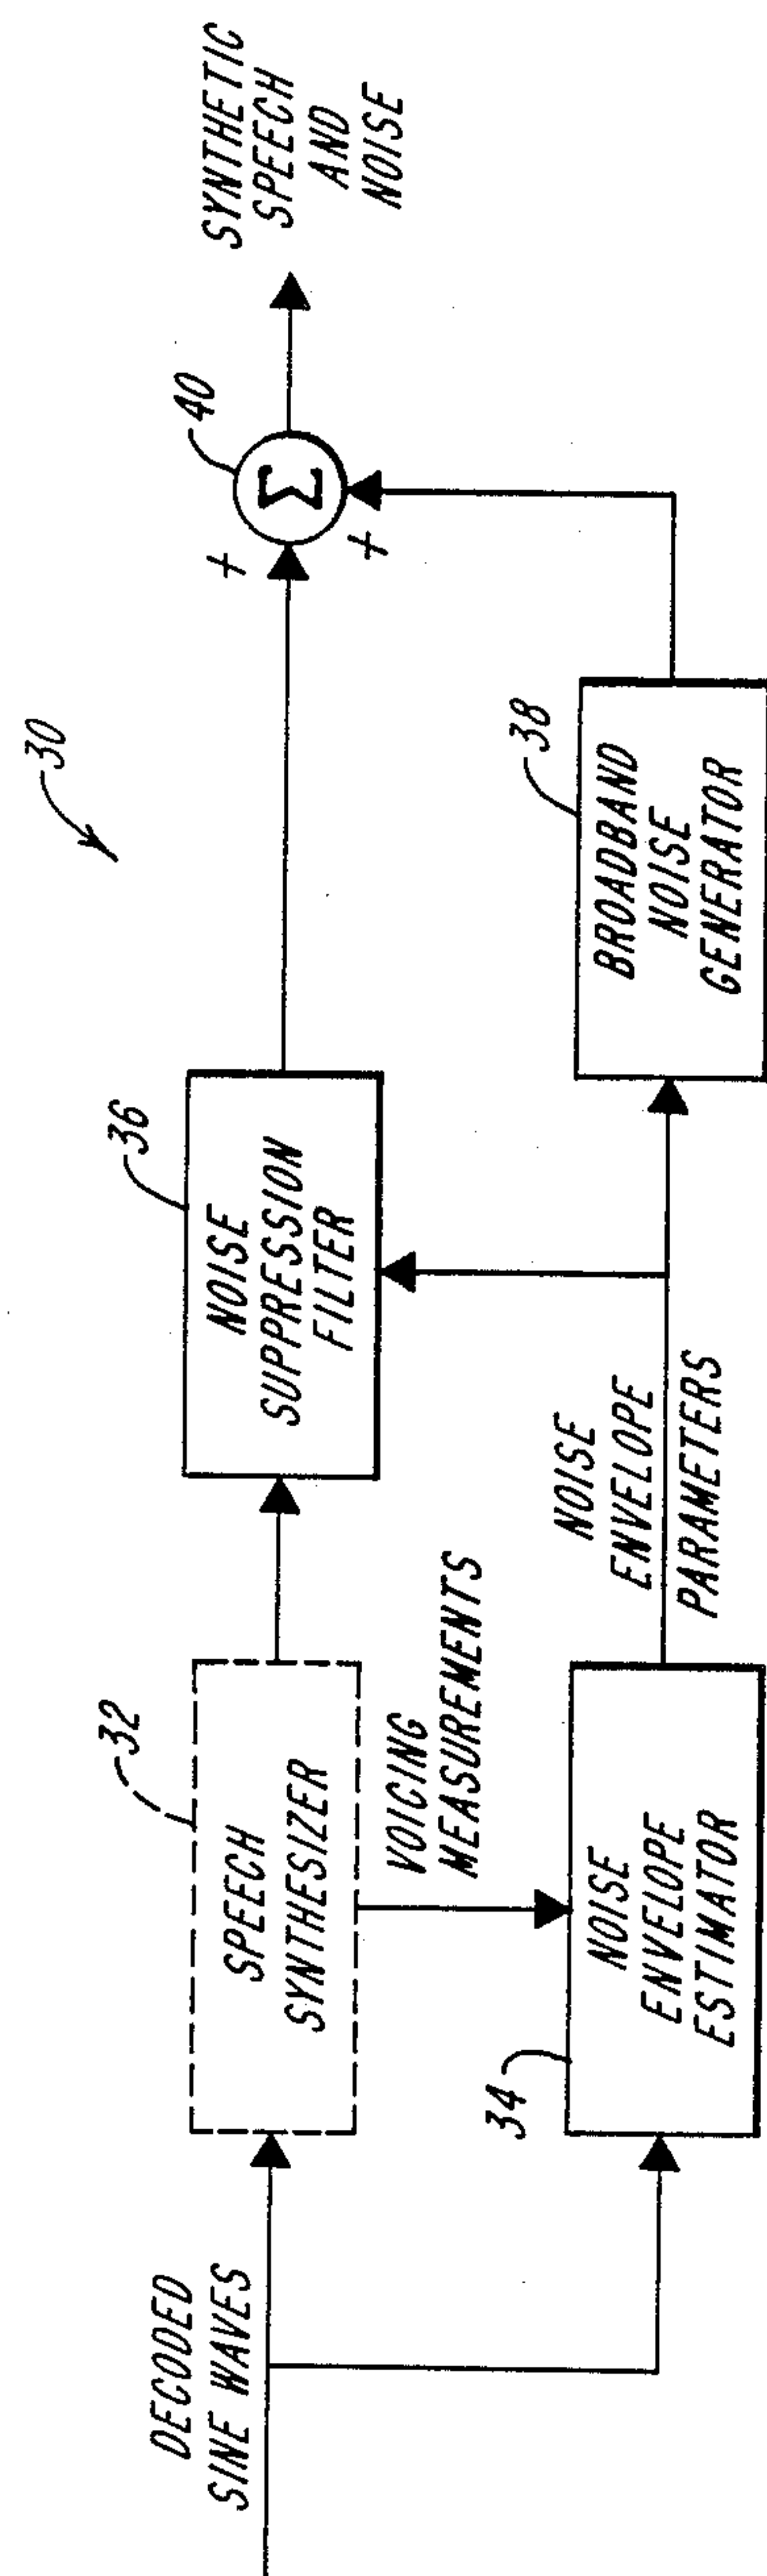 30
DECODED
SINE WAVES
32
SPEECH
SYNTHESIZER
VOICING
MEASUREMENTS
34
NOISE
ENVELOPE
ESTIMATOR
36
NOISE
SUPPRESSION
FILTER
NOISE
ENVELOPE
PARAMETERS
38
BROADBAND
NOISE
GENERATOR
+
+
Σ
40
SYNTHETIC
SPEECH
AND
NOISE